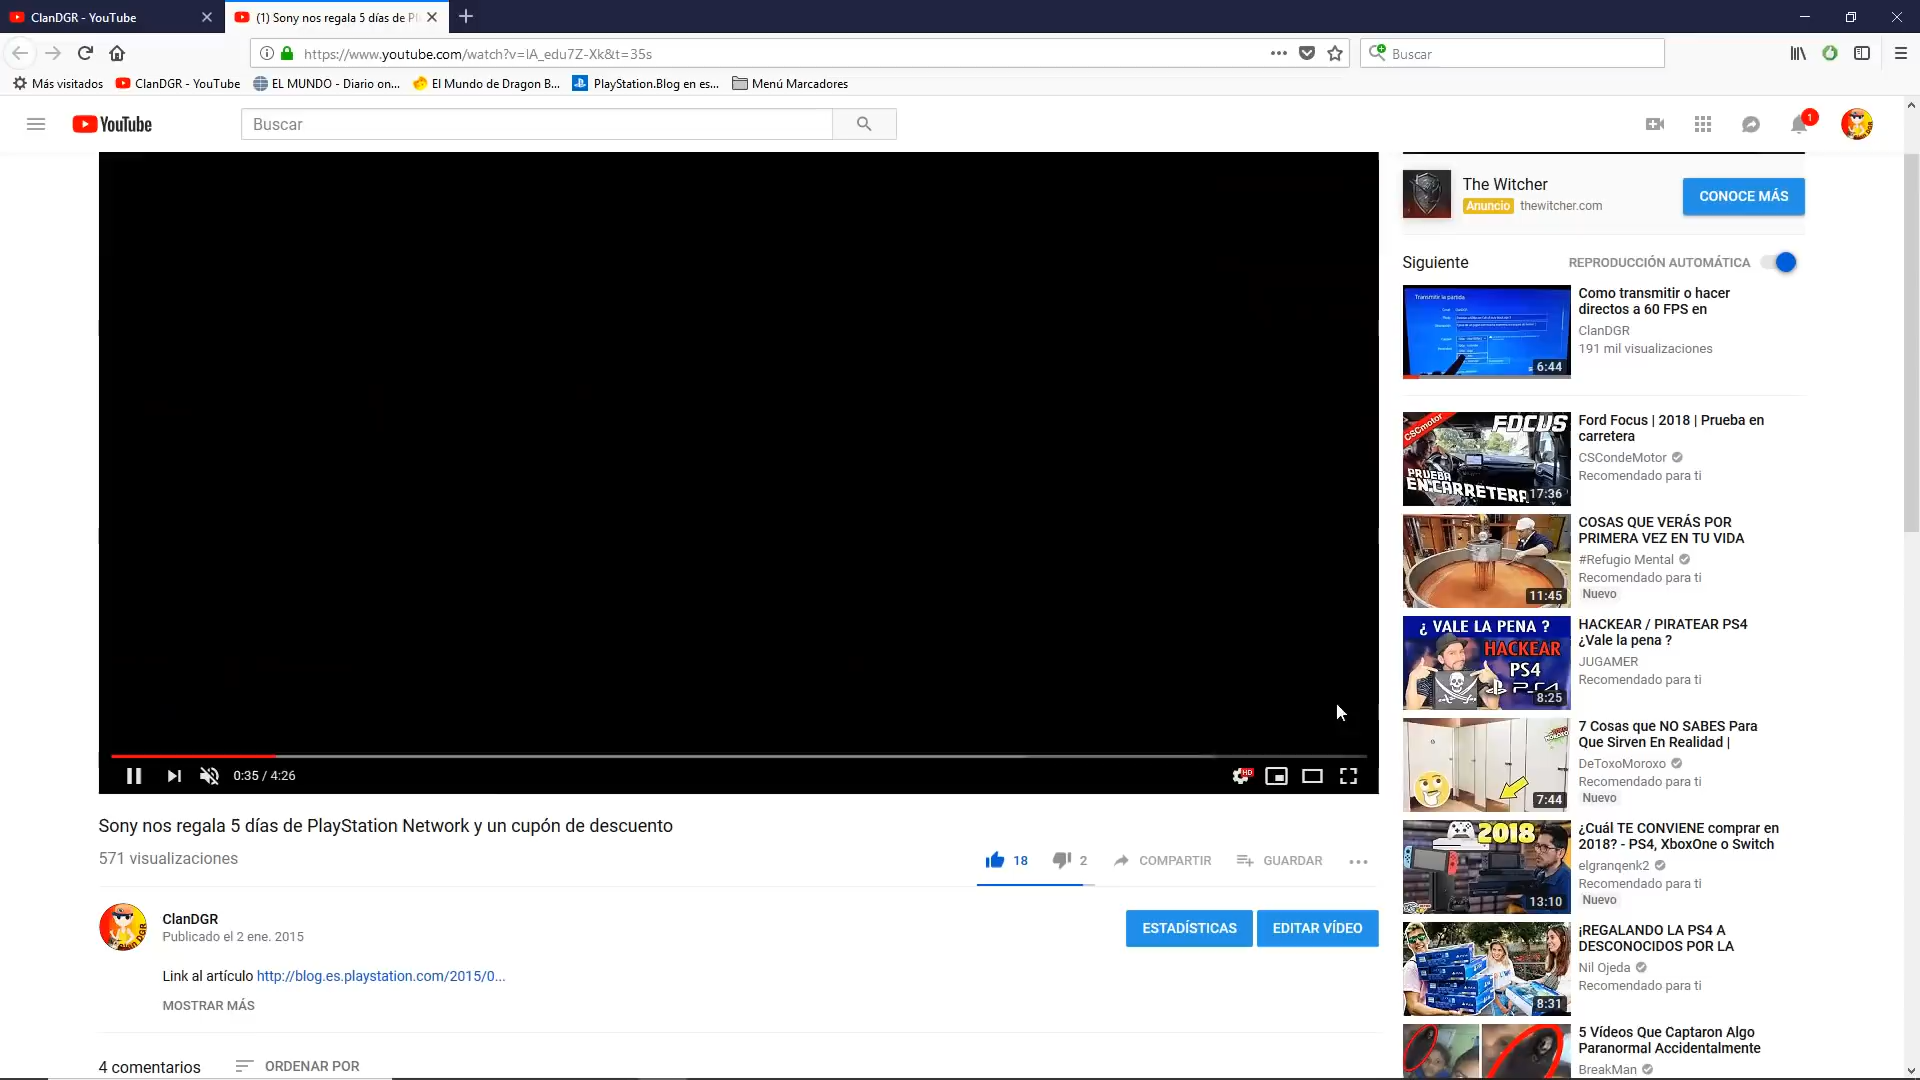 ClanDGR - YouTube
(1) Sony nos regala 5 días de Pl
https://www.youtube.com/watch?v=lA_edu7Z-Xk&t=35s
Buscar
Más visitados
ClanDGR - YouTube
EL MUNDO - Diario on...
El Mundo de Dragon B...
PlayStation.Blog en es...
Menú Marcadores
YouTube
Buscar
1
The Witcher
Anuncio thewitcher.com
CONOCE MÁS
Siguiente
REPRODUCCIÓN AUTOMÁTICA
Transmitir la partida
6:44
Como transmitir o hacer
directos a 60 FPS en
ClanDGR
191 mil visualizaciones
CSCmotor
FOCUS
PRUEBA
EN CARRETERA
17:36
Ford Focus | 2018 | Prueba en
carretera
CSCondeMotor
Recomendado para ti
11:45
COSAS QUE VERÁS POR
PRIMERA VEZ EN TU VIDA
#Refugio Mental
Recomendado para ti
Nuevo
¿ VALE LA PENA ?
HACKEAR
PS4
PS4
8:25
HACKEAR / PIRATEAR PS4
¿Vale la pena ?
JUGAMER
Recomendado para ti
7:44
7 Cosas que NO SABES Para
Que Sirven En Realidad |
DeToxoMoroxo
Recomendado para ti
Nuevo
2018
13:10
¿Cuál TE CONVIENE comprar en
2018? - PS4, XboxOne o Switch
elgranqenk2
Recomendado para ti
Nuevo
8:31
¡REGALANDO LA PS4 A
DESCONOCIDOS POR LA
Nil Ojeda
Recomendado para ti
5 Vídeos Que Captaron Algo
Paranormal Accidentalmente
BreakMan
0:35 / 4:26
HD
Sony nos regala 5 días de PlayStation Network y un cupón de descuento
571 visualizaciones
18
2
COMPARTIR
GUARDAR
ClanDGR
Publicado el 2 ene. 2015
ESTADÍSTICAS
EDITAR VÍDEO
Link al artículo http://blog.es.playstation.com/2015/0...
MOSTRAR MÁS
4 comentarios
ORDENAR POR